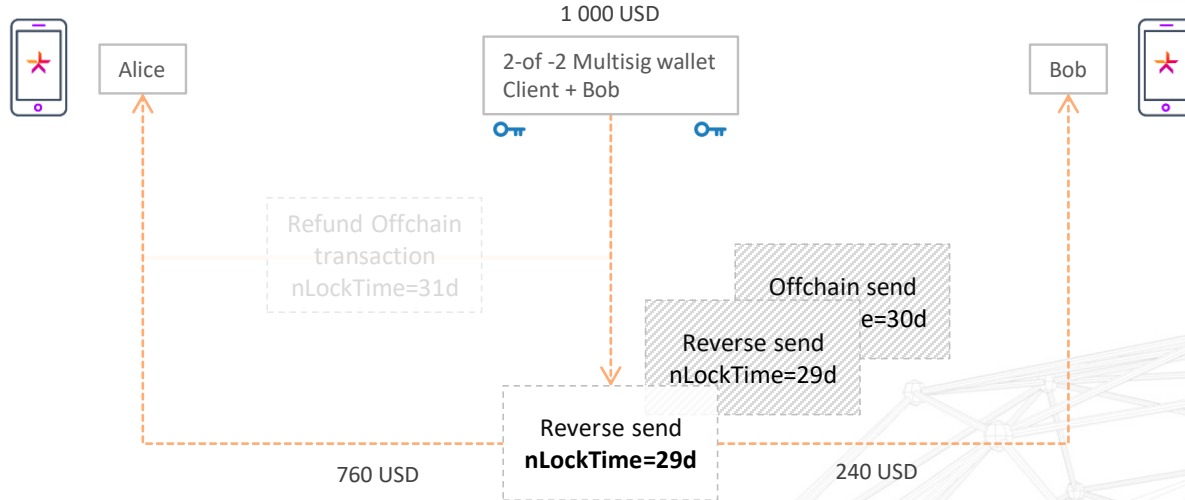 1 000 USD
Alice
2-of -2 Multisig wallet
Client + Bob
Bob
Refund Offchain
transaction
nLockTime=31d
Offchain send
e=30d
Reverse send
nLockTime=29d
Reverse send
nLockTime=29d
760 USD
240 USD